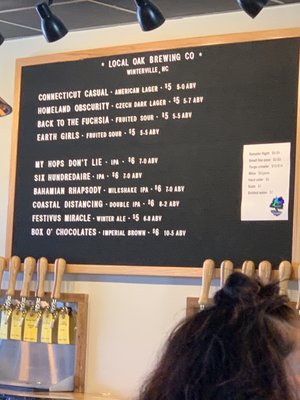 * LOCAL OAK BREWING CO *
WINTERVILLE, NC
CONNECTICUT CASUAL - AMERICAN LAGER - $5 5-0 ABV
HOMELAND OBSCURITY - CZECH DARK LAGER - $5 5-7 ABV
BACK TO THE FUCHSIA - FRUITED SOUR - $5 5-5 ABV
EARTH GIRLS - FRUITED SOUR - $5 5-5 ABV
MY HOPS DON'T LIE - IPA - $6 7-0 ABV
SIX HUNDREDAIRE - IPA - $6 7-0 ABV
BAHAMIAN RHAPSODY - MILKSHAKE IPA - $6 7-0 ABV
COASTAL DISTANCING - DOUBLE IPA - $6 8-2 ABV
FESTIVUS MIRACLE - WINTER ALE - $5 6-8 ABV
BOX O' CHOCOLATES - IMPERIAL BROWN - $6 10-5 ABV